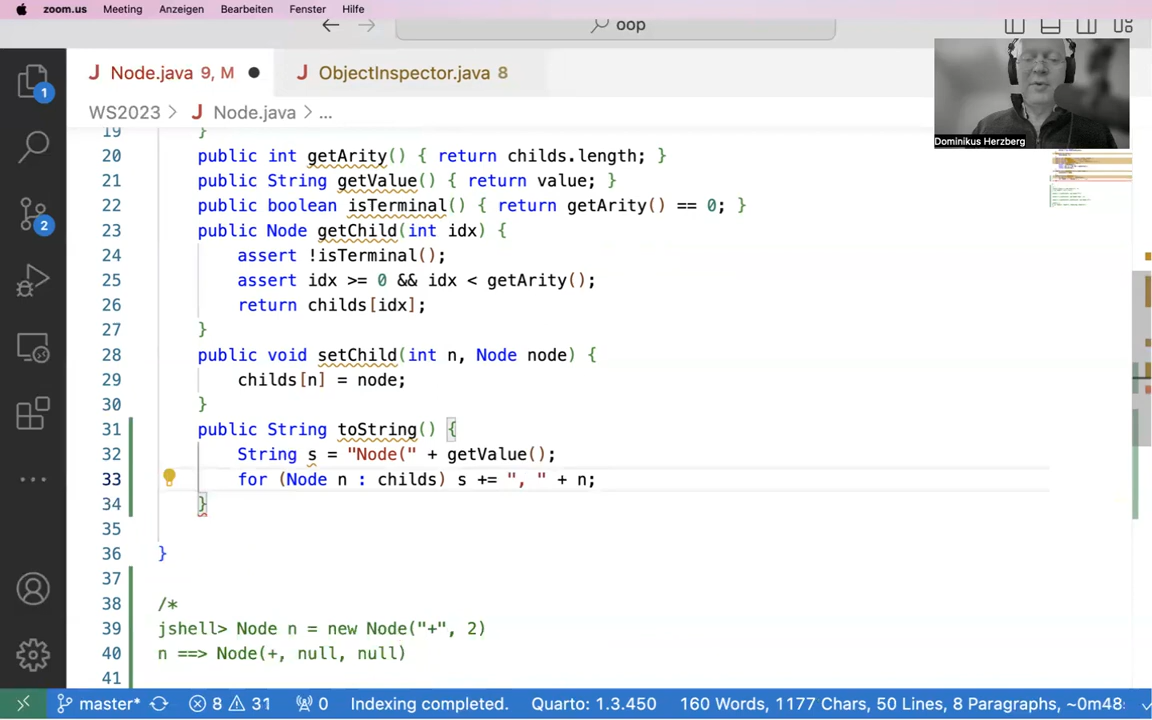 zoom.us Meeting Anzeigen Bearbeiten Fenster Hilfe
oop
Node.java 9, M ObjectInspector.java 8
WS2023 > Node.java > ...
Dominikus Herzberg
19 }
20 public int getArity() { return childs.length; }
21 public String getValue() { return value; }
22 public boolean isTerminal() { return getArity() == 0; }
23 public Node getChild(int idx) {
24 assert !isTerminal();
25 assert idx >= 0 && idx < getArity();
26 return childs[idx];
27 }
28 public void setChild(int n, Node node) {
29 childs[n] = node;
30 }
31 public String toString() {
32 String s = "Node(" + getValue();
33 for (Node n : childs) s += ", " + n;
34 }
35
36 }
37
38 /*
39 jshell> Node n = new Node("+", 2)
40 n ==> Node(+, null, null)
41
1
2
master* 8 31 0 Indexing completed. Quarto: 1.3.450 160 Words, 1177 Chars, 50 Lines, 8 Paragraphs, ~0m48